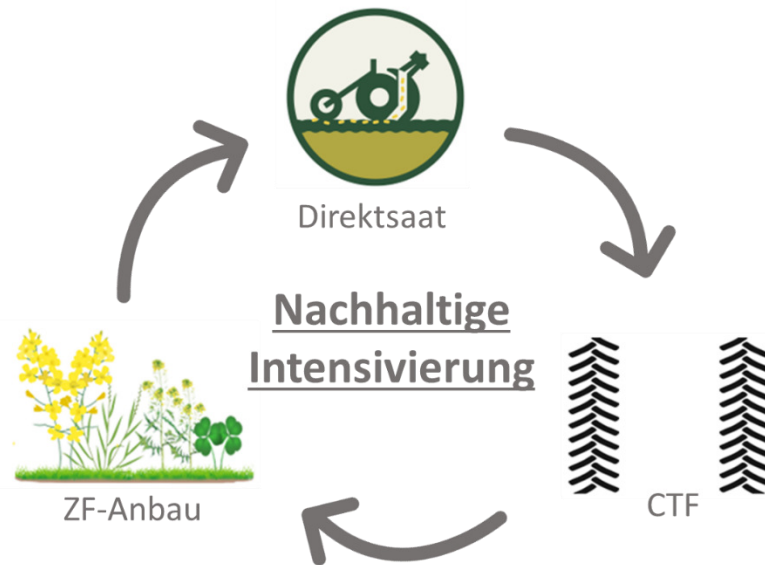 Direktsaat
Nachhaltige
Intensivierung
ZF-Anbau
CTF